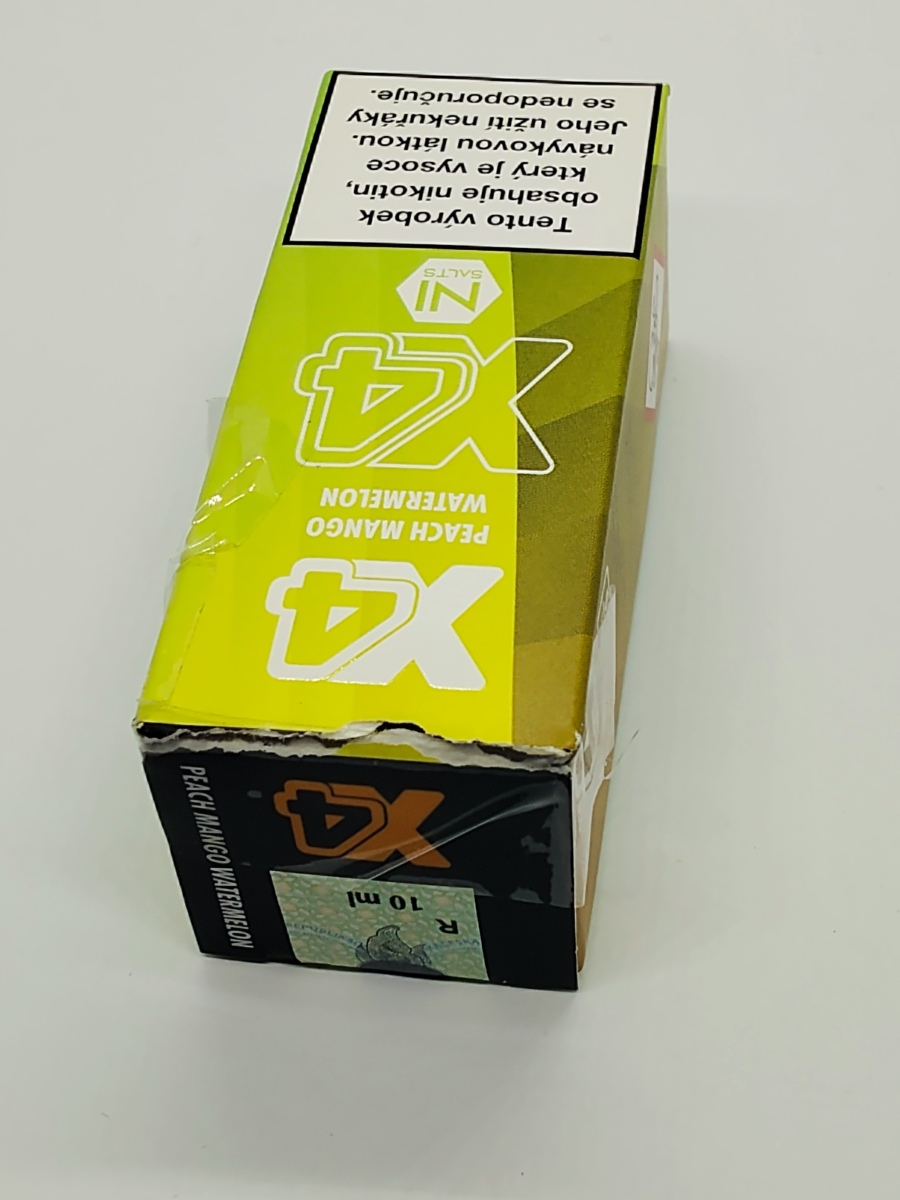 Tento výrobek
obsahuje nikotin,
který je vysoce
návykovou látkou.
Jeho užití nekuřáky
se nedoporučuje.
X4
PEACH MANGO
WATERMELON
X4
NI
SALTS
X4
PEACH MANGO WATERMELON
R
10 ml